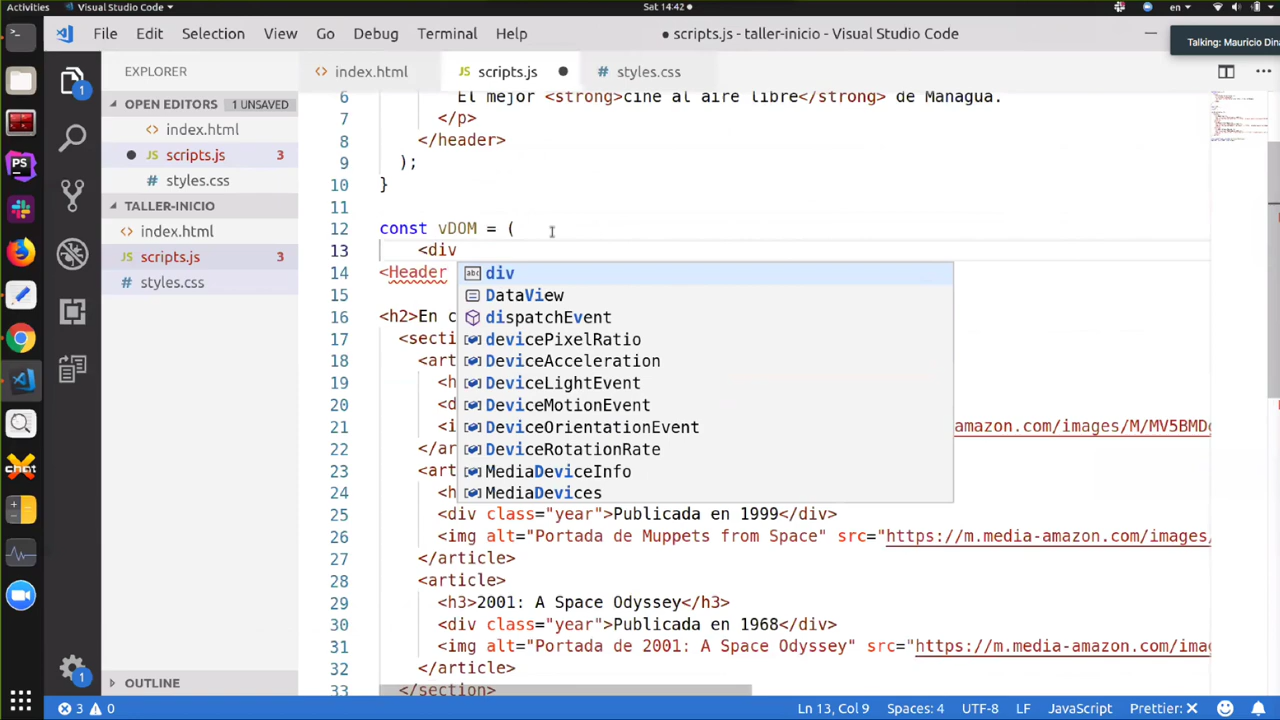 Activities
Visual Studio Code
Sat 14:42
en
File Edit Selection View Go Debug Terminal Help
● scripts.js - taller-inicio - Visual Studio Code
Talking: Mauricio Dina
EXPLORER
OPEN EDITORS 1 UNSAVED
<> index.html
JS scripts.js 3
# styles.css
TALLER-INICIO
<> index.html
JS scripts.js 3
# styles.css
OUTLINE
<> index.html
JS scripts.js
# styles.css
6 El mejor <strong>cine al aire libre</strong> de Managua.
7 </p>
8 </header>
9 );
10 }
11
12 const vDOM = (
13 <div
14 <Header
15
16 <h2>En c
17 <secti
18 <art
19 <h
20 <d
21 <i amazon.com/images/M/MV5BMD
22 </ar
23 <art
24 <h
25 <div class="year">Publicada en 1999</div>
26 <img alt="Portada de Muppets from Space" src="https://m.media-amazon.com/images/
27 </article>
28 <article>
29 <h3>2001: A Space Odyssey</h3>
30 <div class="year">Publicada en 1968</div>
31 <img alt="Portada de 2001: A Space Odyssey" src="https://m.media-amazon.com/imag
32 </article>
33 </section>
abc div
DataView
dispatchEvent
devicePixelRatio
DeviceAcceleration
DeviceLightEvent
DeviceMotionEvent
DeviceOrientationEvent
DeviceRotationRate
MediaDeviceInfo
MediaDevices
PS
chat
1
1
3 0
Ln 13, Col 9
Spaces: 4
UTF-8
LF
JavaScript
Prettier: ✕